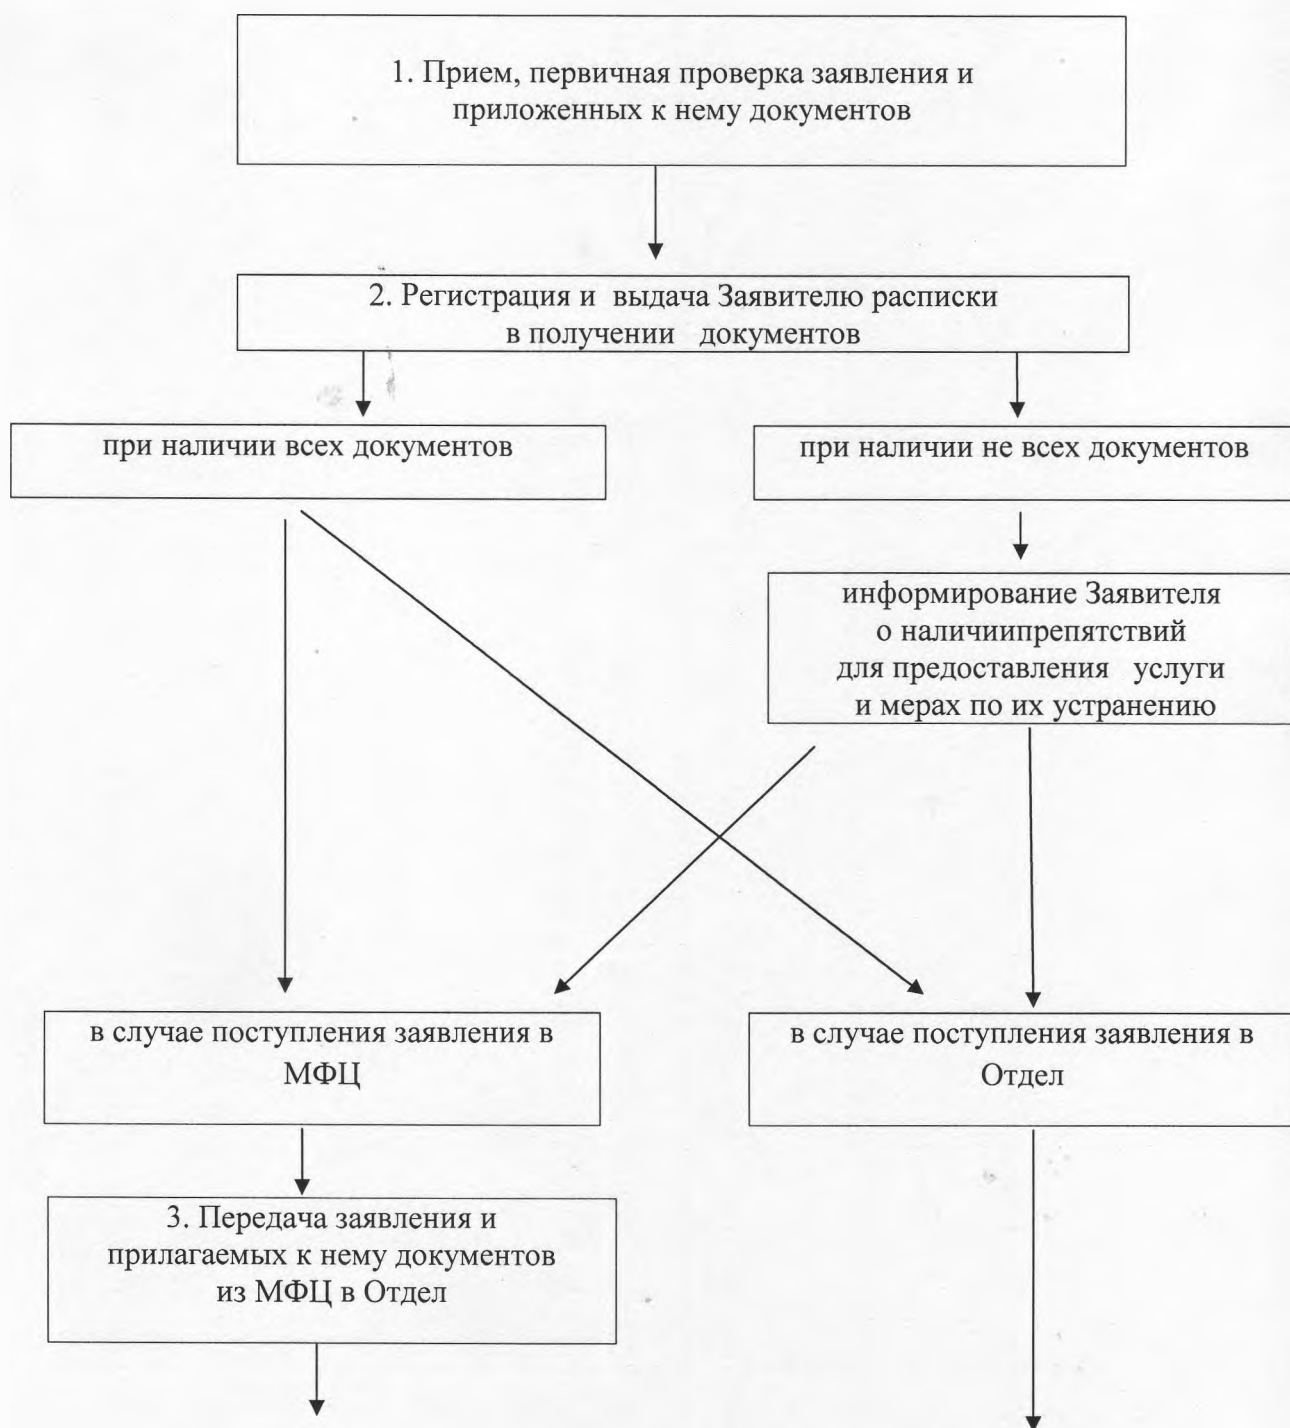 1. Прием, первичная проверка заявления и
приложенных к нему документов
2. Регистрация и выдача Заявителю расписки
в получении документов
при наличии всех документов
при наличии не всех документов
информирование Заявителя
о наличиипрепятствий
для предоставления услуги
и мерах по их устранению
в случае поступления заявления в
МФЦ
в случае поступления заявления в
Отдел
3. Передача заявления и
прилагаемых к нему документов
из МФЦ в Отдел